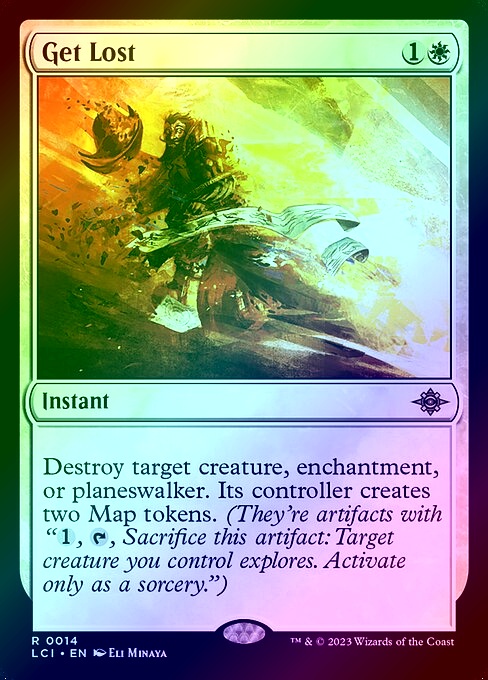 Get Lost 1
Instant
Destroy target creature, enchantment,
or planeswalker. Its controller creates
two Map tokens. (They're artifacts with
"1, , Sacrifice this artifact: Target
creature you control explores. Activate
only as a sorcery.")
R 0014
LCI • EN Eli Minaya
™ & © 2023 Wizards of the Coast